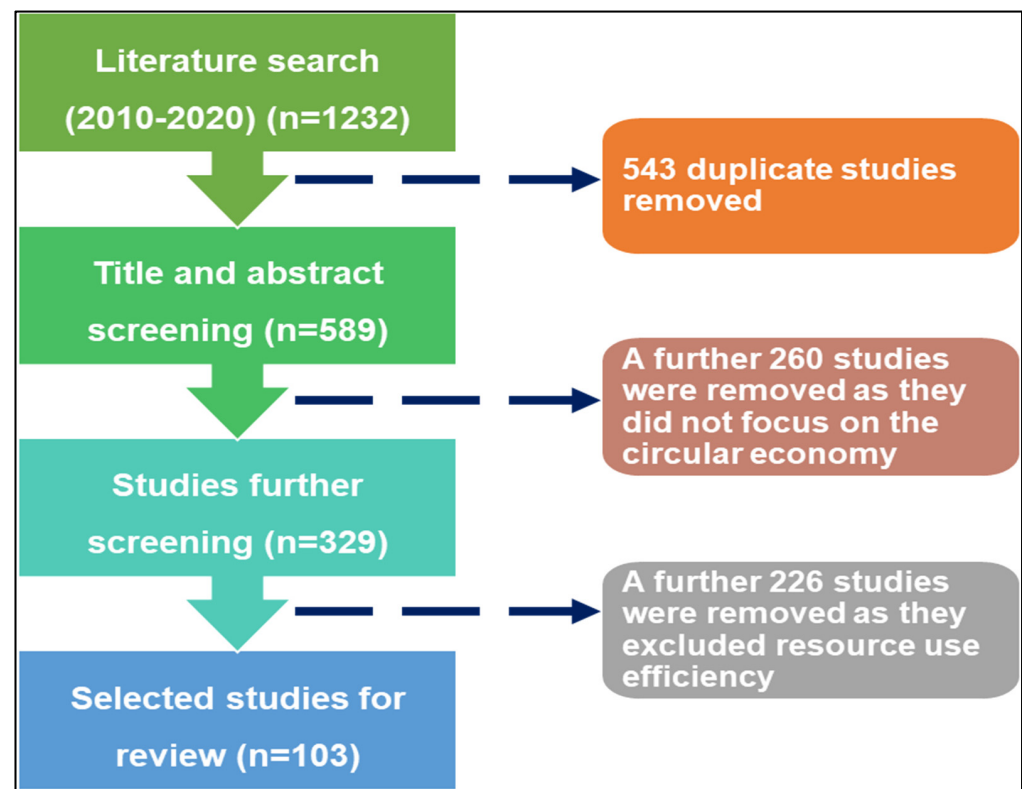 Literature search
(2010-2020) (n=1232)
543 duplicate studies
removed
Title and abstract
screening (n=589)
A further 260 studies
were removed as they
did not focus on the
circular economy
Studies further
screening (n=329)
A further 226 studies
were removed as they
excluded resource use
efficiency
Selected studies for
review (n=103)